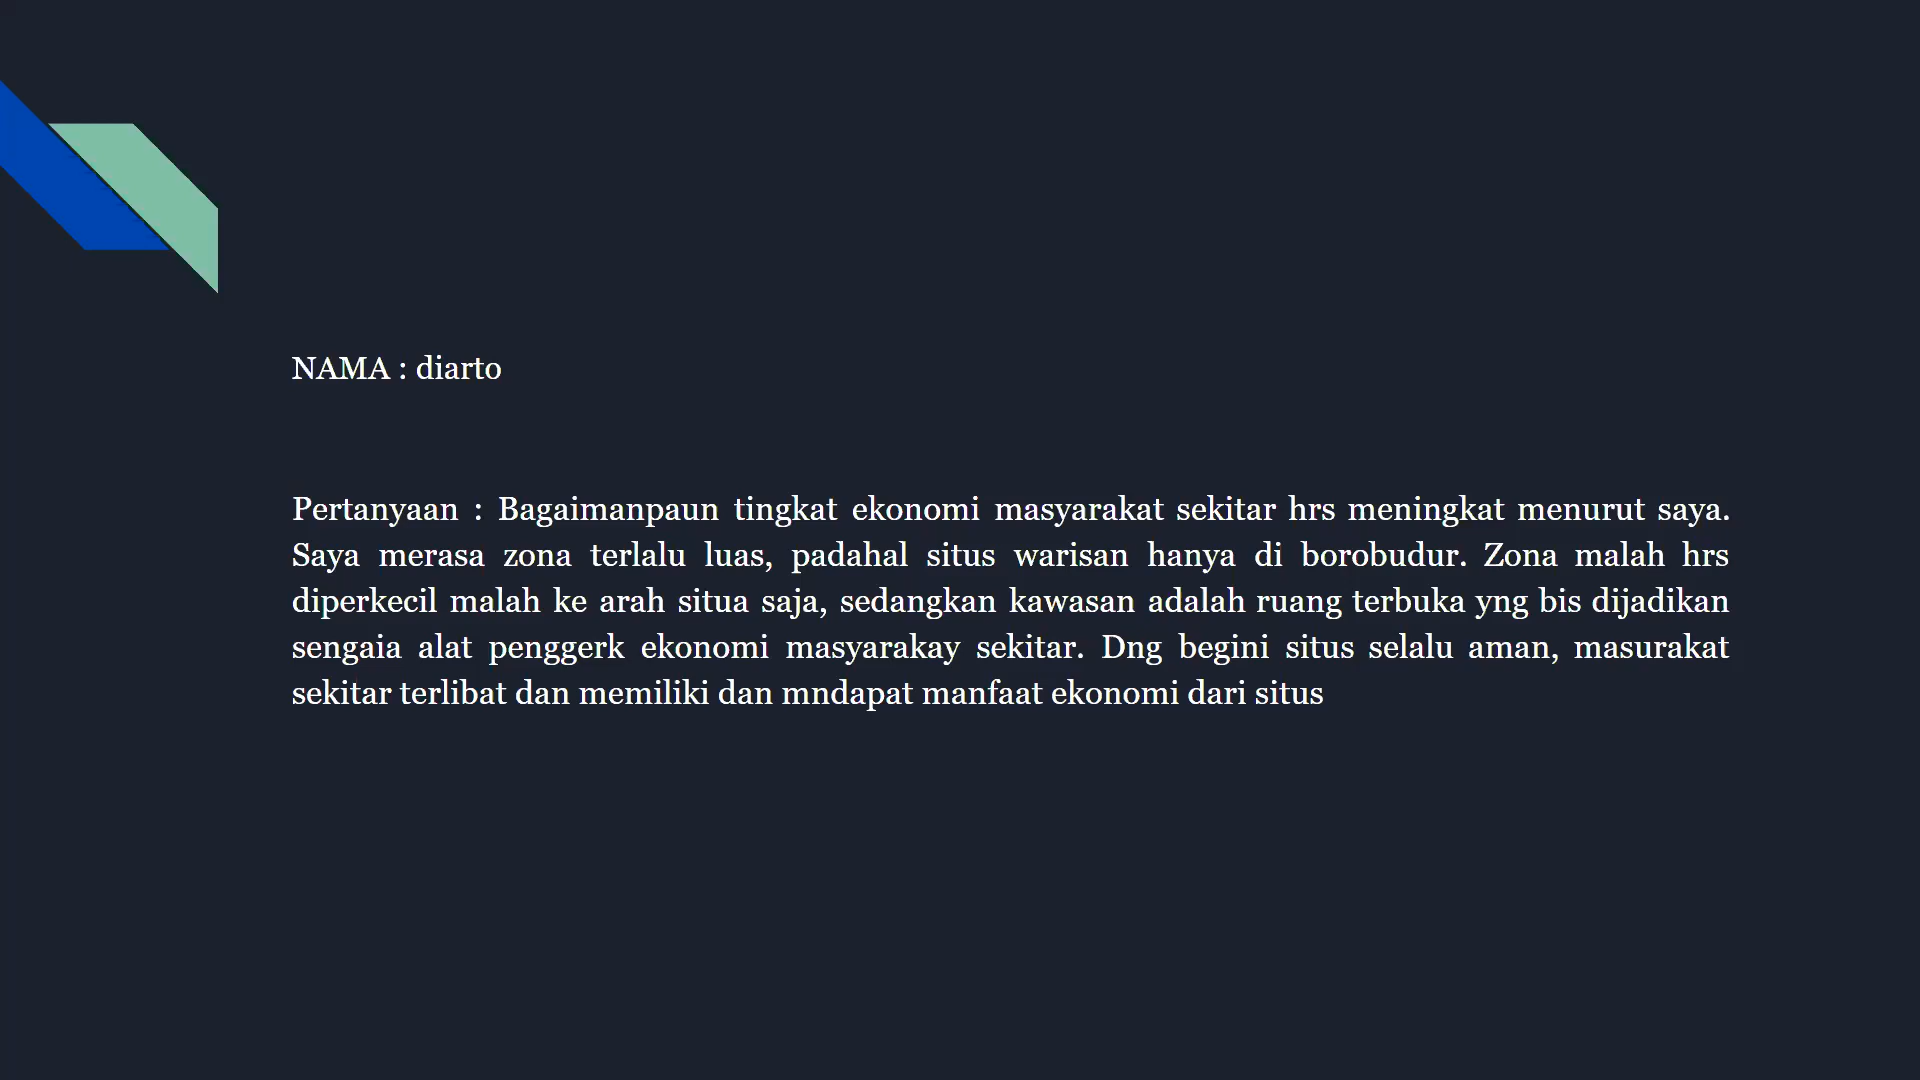 NAMA : diarto
Pertanyaan : Bagaimanpaun tingkat ekonomi masyarakat sekitar hrs meningkat menurut saya.
Saya merasa zona terlalu luas, padahal situs warisan hanya di borobudur. Zona malah hrs
diperkecil malah ke arah situa saja, sedangkan kawasan adalah ruang terbuka yng bis dijadikan
sengaia alat penggerk ekonomi masyarakay sekitar. Dng begini situs selalu aman, masurakat
sekitar terlibat dan memiliki dan mndapat manfaat ekonomi dari situs